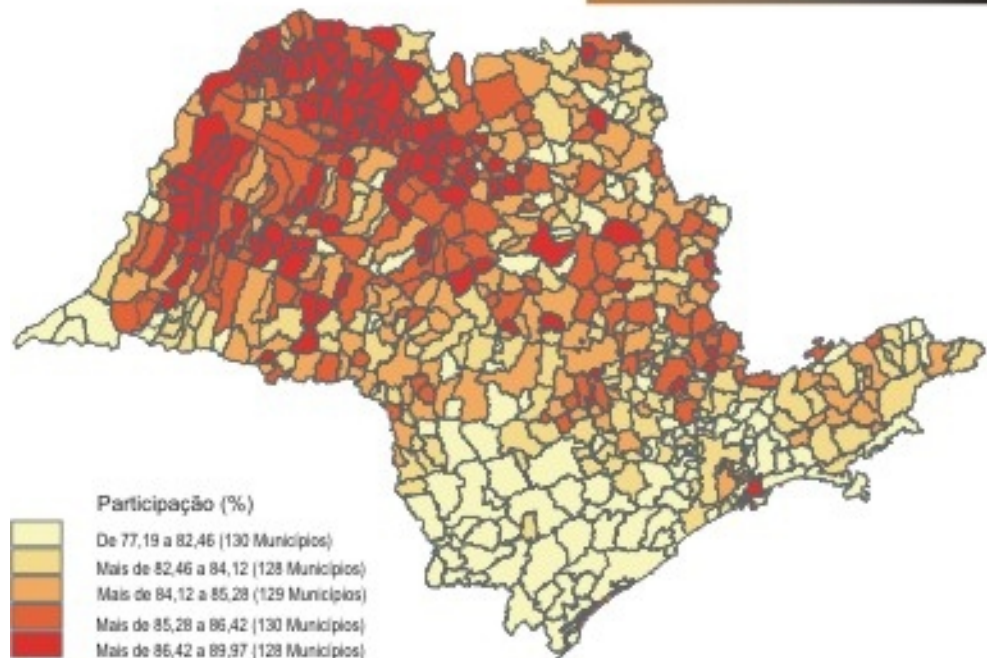 Participação (%)
De 77,19 a 82,46 (130 Municípios)
Mais de 82,46 a 84,12 (128 Municípios)
Mais de 84,12 a 85,28 (129 Municípios)
Mais de 85,28 a 86,42 (130 Municípios)
Mais de 86,42 a 89,97 (128 Municípios)